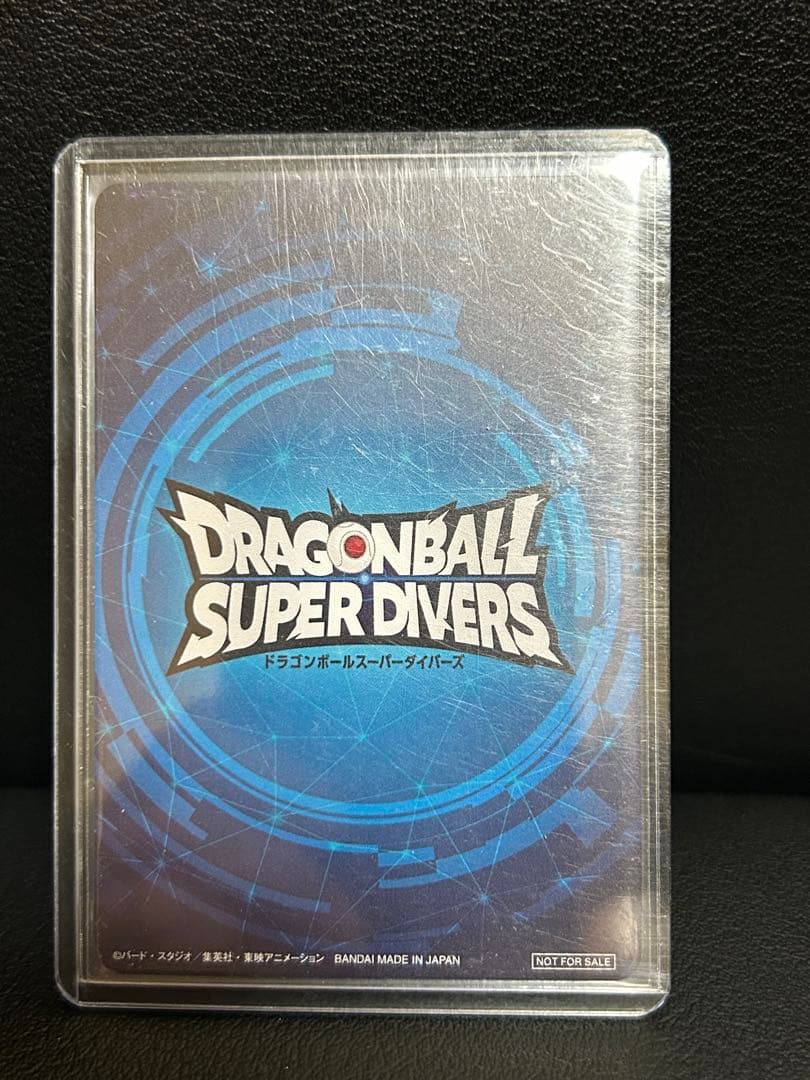 DRAGONBALL
SUPER DIVERS
ドラゴンボールスーパーダイバーズ
©バード・スタジオ／集英社・東映アニメーション BANDAI MADE IN JAPAN NOT FOR SALE